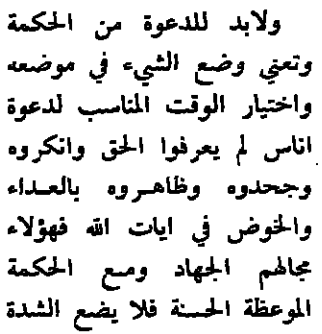 ولابد للدعوة من الحكمة
وتعني وضع الشيء في موضعه
واختيار الوقت المناسب لدعوة
اناس لم يعرفوا الحق وانكروه
وجحدوه وظاهروه بالعداء
والخوض في ايات الله فهؤلاء
مجالهم الجهاد ومع الحكمة
الموعظة الحسنة فلا يضع الشدة